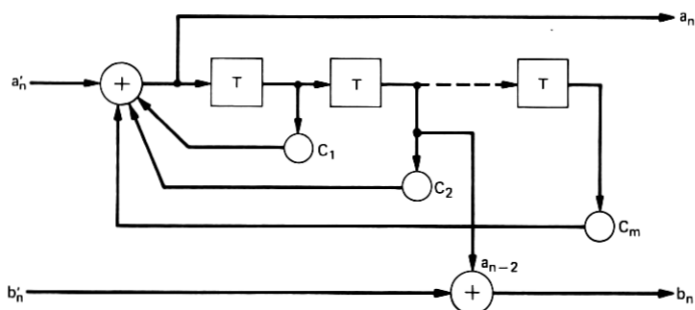 aₙ
a′ₙ + T T T
C₁
C₂
Cₘ
aₙ₋₂
b′ₙ + bₙ